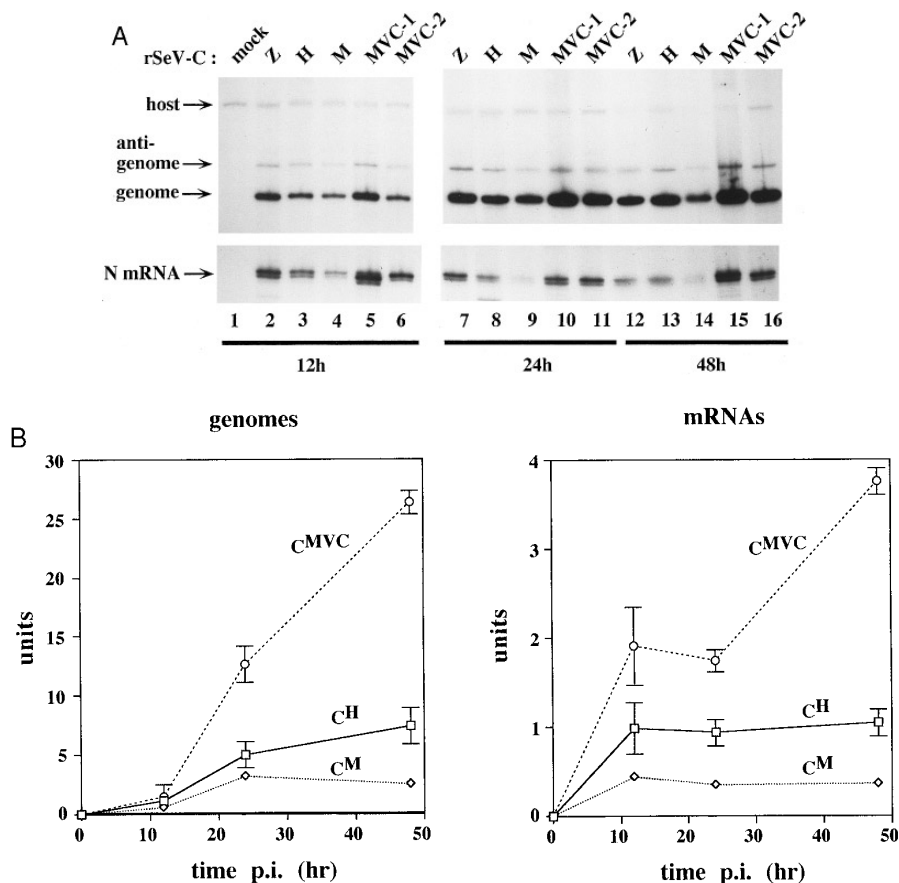 A
rSeV-C : mock Z H M MVC-1 MVC-2 Z H M MVC-1 MVC-2 Z H M MVC-1 MVC-2
host
anti-
genome
genome
N mRNA
1 2 3 4 5 6 7 8 9 10 11 12 13 14 15 16
12h 24h 48h
B
genomes
units
30
25
20
15
10
5
0
CMVC
CH
CM
0 10 20 30 40 50
time p.i. (hr)
mRNAs
units
4
3
2
1
0
CMVC
CH
CM
0 10 20 30 40 50
time p.i. (hr)